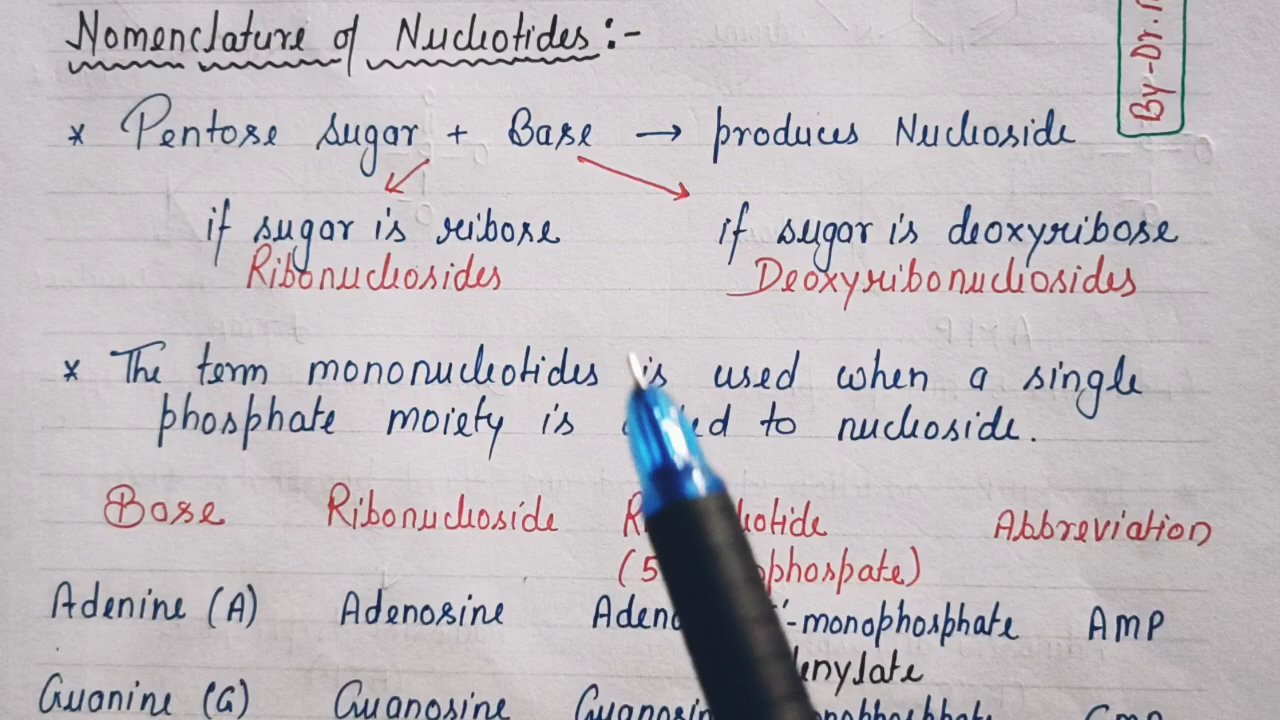 Nomenclature of Nucleotides:-
By-Dr.
* Pentose sugar + Base → produces Nucleoside
if sugar is ribose if sugar is deoxyribose
Ribonucleosides Deoxyribonucleosides
* The term mononucleotides is used when a single
phosphate moiety is to nucleoside.
Base Ribonucleoside Abbreviation
Adenine (A) Adenosine -monophosphate AMP
Guanine (G) Guanosine